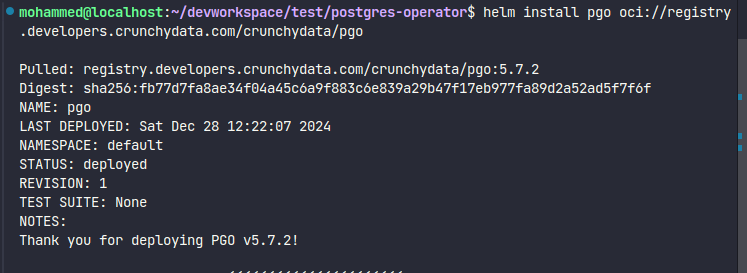 mohammed@localhost:~/devworkspace/test/postgres-operator$ helm install pgo oci://registry
.developers.crunchydata.com/crunchydata/pgo
Pulled: registry.developers.crunchydata.com/crunchydata/pgo:5.7.2
Digest: sha256:fb77d7fa8ae34f04a45c6a9f883c6e839a29b47f17eb977fa89d2a52ad5f7f6f
NAME: pgo
LAST DEPLOYED: Sat Dec 28 12:22:07 2024
NAMESPACE: default
STATUS: deployed
REVISION: 1
TEST SUITE: None
NOTES:
Thank you for deploying PGO v5.7.2!